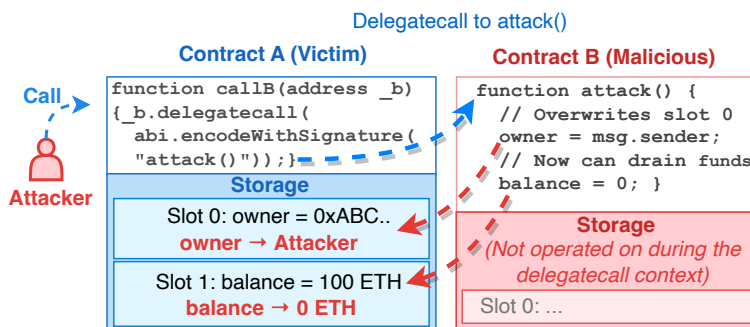 Delegatecall to attack()
Contract A (Victim)
Contract B (Malicious)
Call
Attacker
function callB(address _b)
{_b.delegatecall(
abi.encodeWithSignature(
"attack()"));}
Storage
Slot 0: owner = 0xABC..
owner → Attacker
Slot 1: balance = 100 ETH
balance → 0 ETH
function attack() {
// Overwrites slot 0
owner = msg.sender;
// Now can drain funds
balance = 0; }
Storage
(Not operated on during the
delegatecall context)
Slot 0: ...